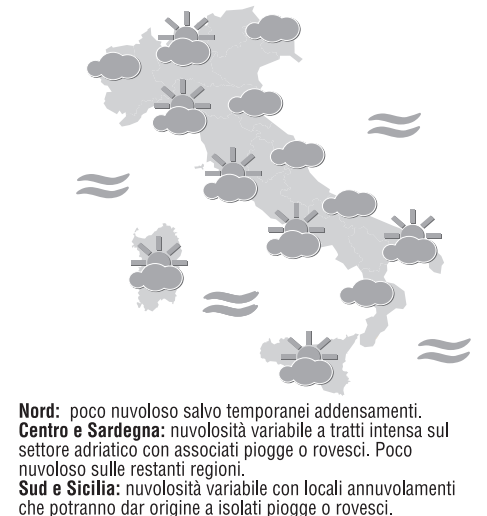 Nord: poco nuvoloso salvo temporanei addensamenti.
Centro e Sardegna: nuvolosità variabile a tratti intensa sul
settore adriatico con associati piogge o rovesci. Poco
nuvoloso sulle restanti regioni.
Sud e Sicilia: nuvolosità variabile con locali annuvolamenti
che potranno dar origine a isolati piogge o rovesci.